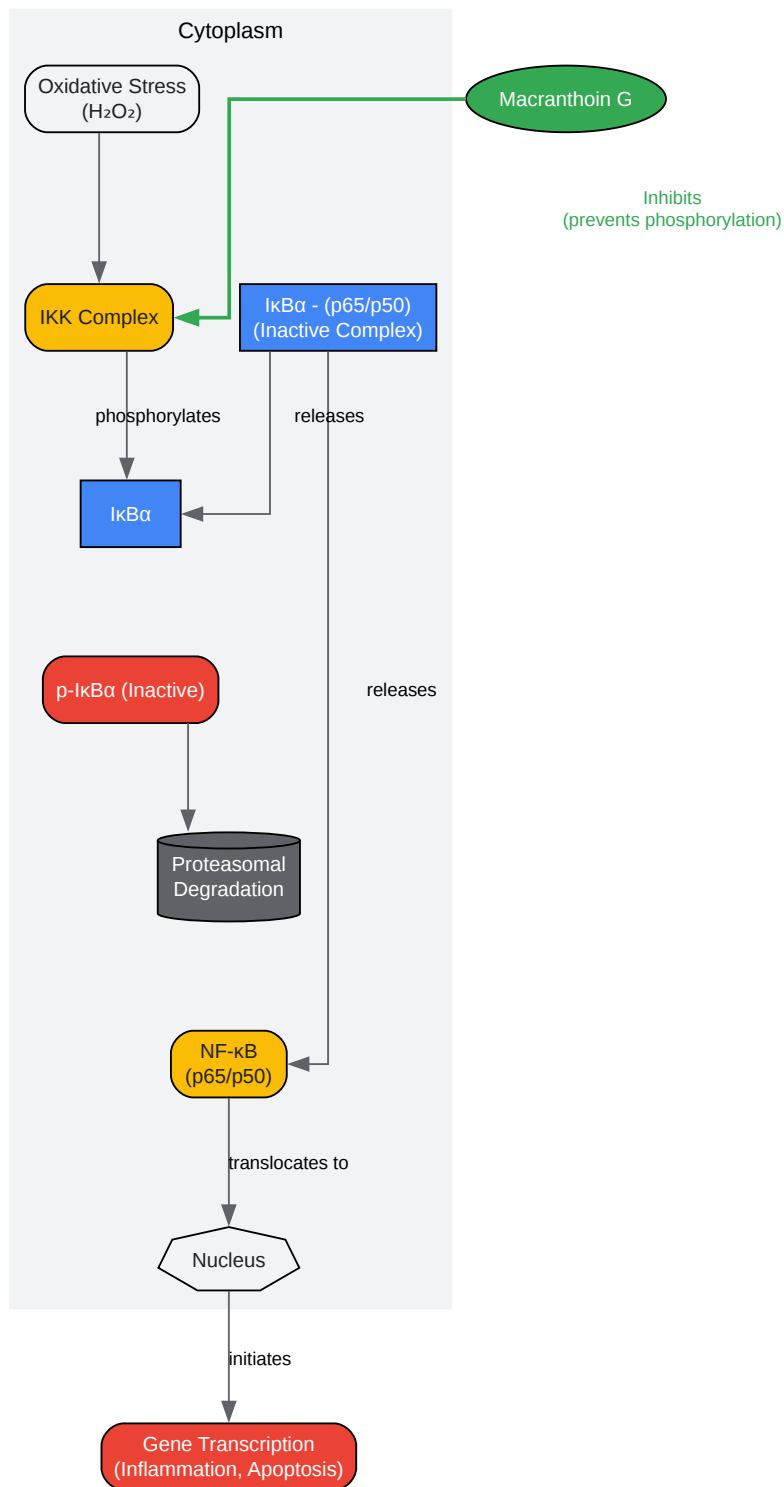 Cytoplasm
Oxidative Stress
(H₂O₂)
Macranthoin G
Inhibits
(prevents phosphorylation)
IKK Complex
IκBα - (p65/p50)
(Inactive Complex)
phosphorylates
releases
IκBα
p-IκBα (Inactive)
releases
Proteasomal
Degradation
NF-κB
(p65/p50)
translocates to
Nucleus
initiates
Gene Transcription
(Inflammation, Apoptosis)